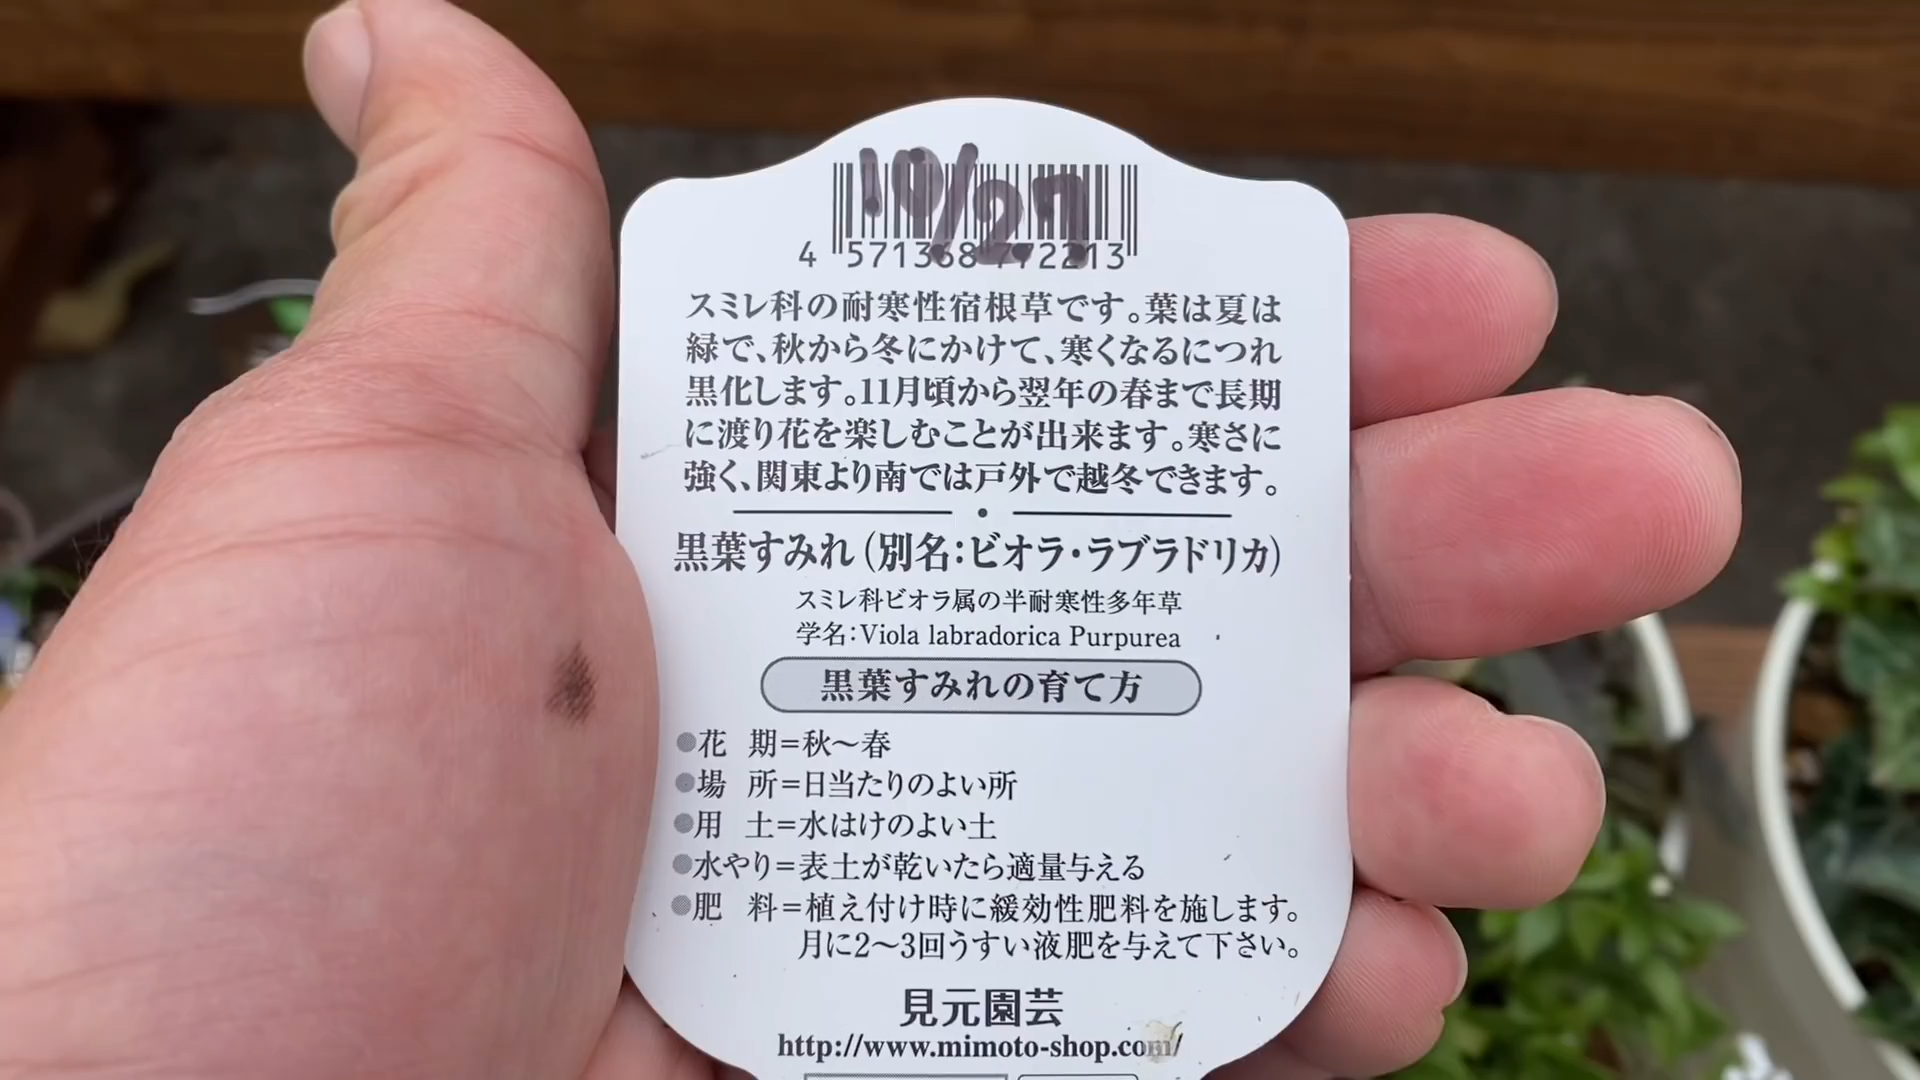 10/27
4 571368 772213
スミレ科の耐寒性宿根草です。葉は夏は
緑で、秋から冬にかけて、寒くなるにつれ
黒化します。11月頃から翌年の春まで長期
に渡り花を楽しむことが出来ます。寒さに
強く、関東より南では戸外で越冬できます。
黒葉すみれ(別名:ビオラ・ラブラドリカ)
スミレ科ビオラ属の半耐寒性多年草
学名:Viola labradorica Purpurea
黒葉すみれの育て方
●花 期=秋〜春
●場 所=日当たりのよい所
●用 土=水はけのよい土
●水やり=表土が乾いたら適量与える
●肥 料=植え付け時に緩効性肥料を施します。
月に2〜3回うすい液肥を与えて下さい。
見元園芸
http://www.mimoto-shop.com/